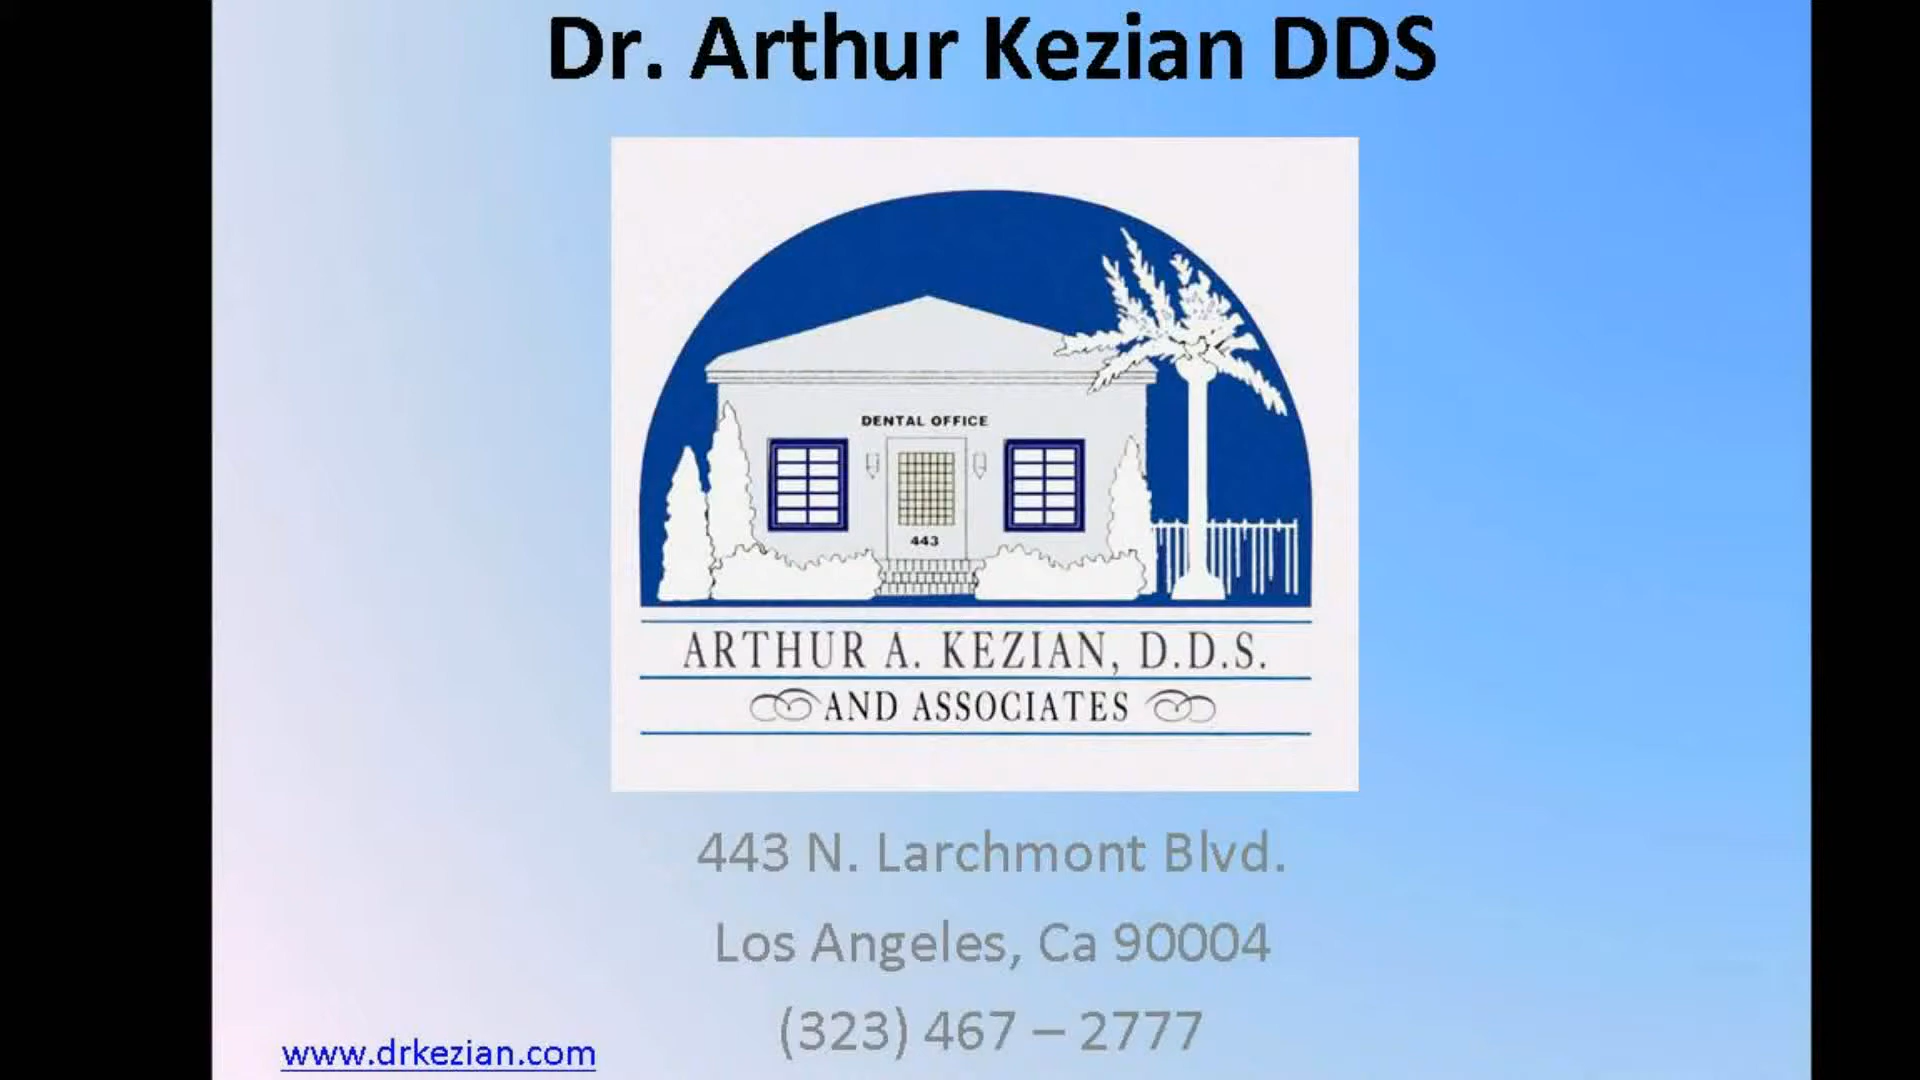 Dr. Arthur Kezian DDS
DENTAL OFFICE
443
ARTHUR A. KEZIAN, D.D.S.
AND ASSOCIATES
443 N. Larchmont Blvd.
Los Angeles, Ca 90004
(323) 467 – 2777
www.drkezian.com